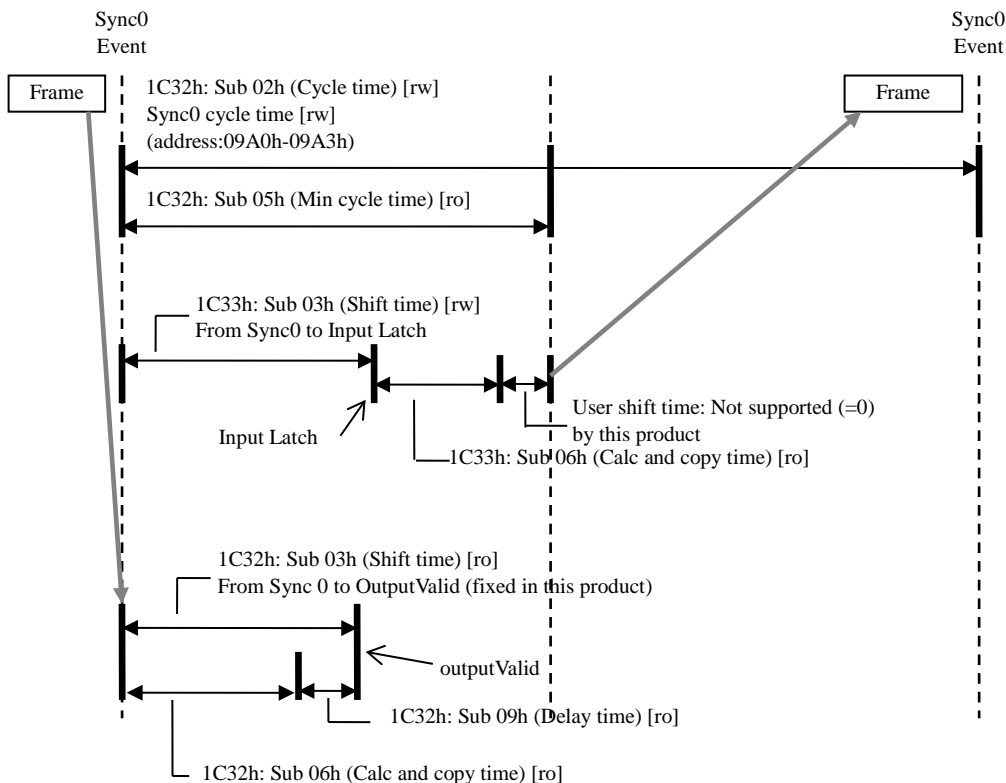 Sync0
Event
Sync0
Event
Frame
1C32h: Sub 02h (Cycle time) [rw]
Sync0 cycle time [rw]
(address:09A0h-09A3h)
Frame
1C32h: Sub 05h (Min cycle time) [ro]
1C33h: Sub 03h (Shift time) [rw]
From Sync0 to Input Latch
Input Latch
User shift time: Not supported (=0)
by this product
1C33h: Sub 06h (Calc and copy time) [ro]
1C32h: Sub 03h (Shift time) [ro]
From Sync 0 to OutputValid (fixed in this product)
outputValid
1C32h: Sub 09h (Delay time) [ro]
1C32h: Sub 06h (Calc and copy time) [ro]